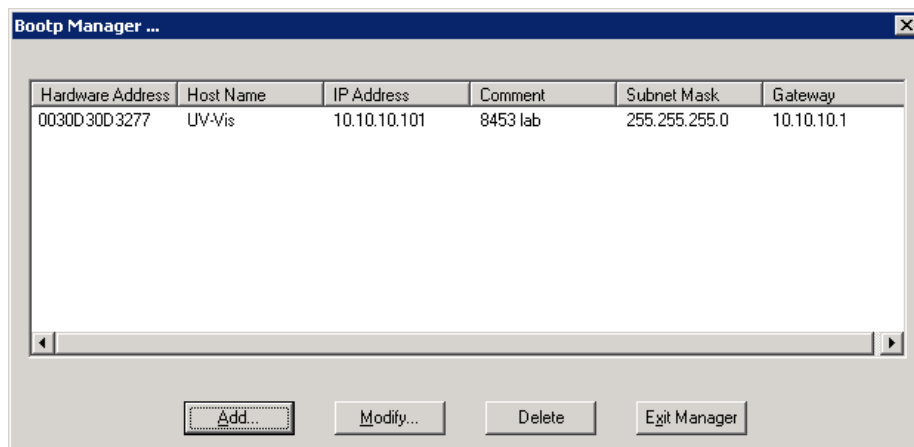 Bootp Manager ...
Hardware Address Host Name IP Address Comment Subnet Mask Gateway
0030D30D3277 UV-Vis 10.10.10.101 8453 lab 255.255.255.0 10.10.10.1
Add... Modify... Delete Exit Manager